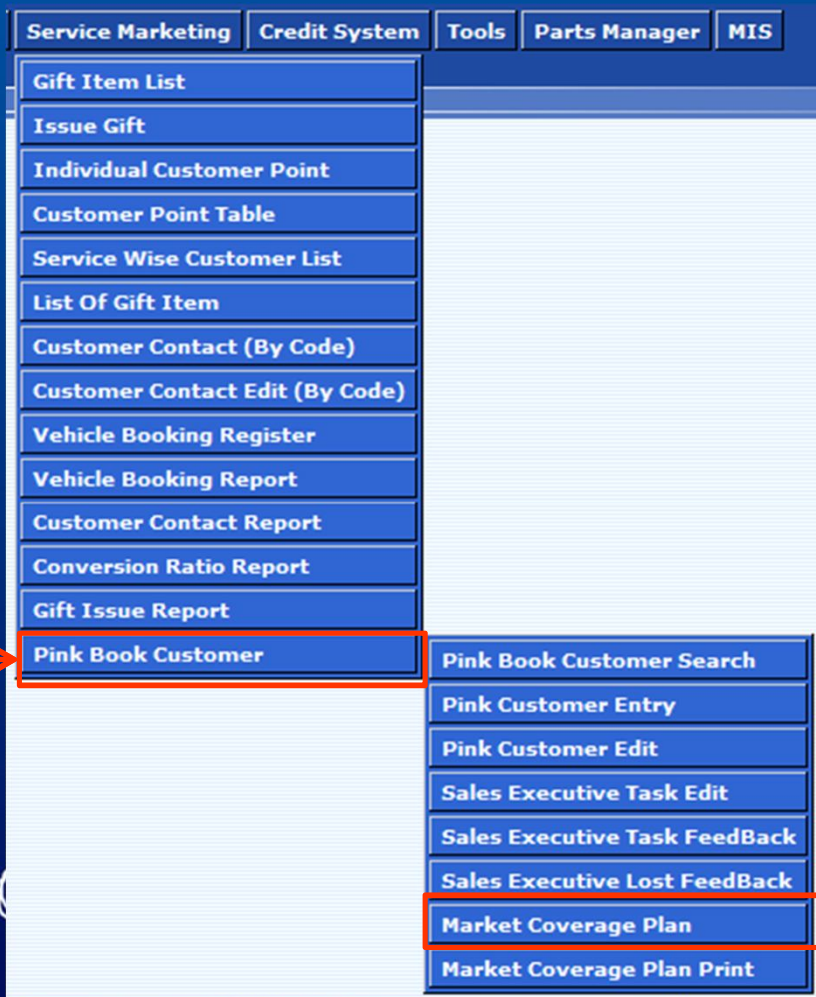 Service Marketing Credit System Tools Parts Manager MIS
Gift Item List
Issue Gift
Individual Customer Point
Customer Point Table
Service Wise Customer List
List Of Gift Item
Customer Contact (By Code)
Customer Contact Edit (By Code)
Vehicle Booking Register
Vehicle Booking Report
Customer Contact Report
Conversion Ratio Report
Gift Issue Report
Pink Book Customer
Pink Book Customer Search
Pink Customer Entry
Pink Customer Edit
Sales Executive Task Edit
Sales Executive Task FeedBack
Sales Executive Lost FeedBack
Market Coverage Plan
Market Coverage Plan Print